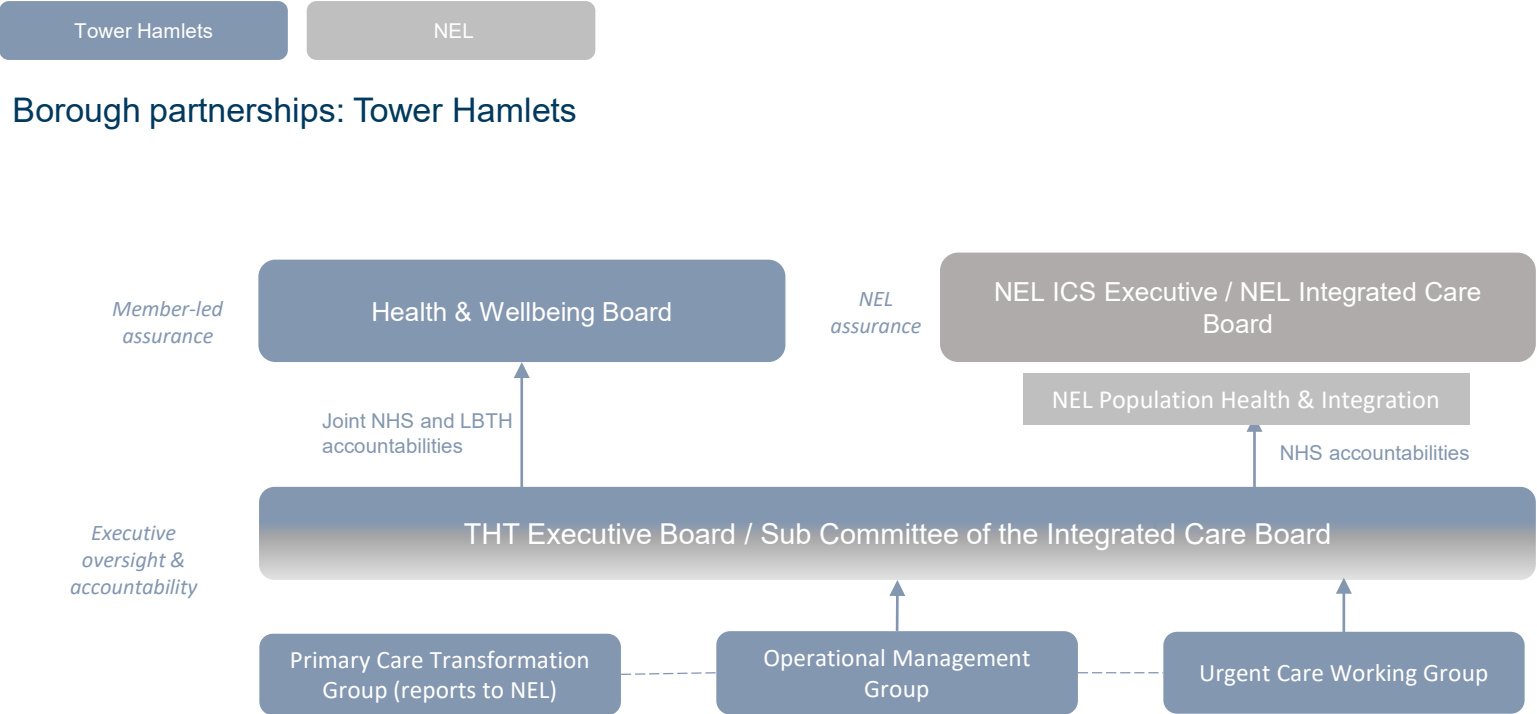 Tower Hamlets
NEL
Borough partnerships: Tower Hamlets
Member-led
assurance
Health & Wellbeing Board
NEL
assurance
NEL ICS Executive / NEL Integrated Care
Board
NEL Population Health & Integration
Joint NHS and LBTH
accountabilities
NHS accountabilities
Executive
oversight &
accountability
THT Executive Board / Sub Committee of the Integrated Care Board
Primary Care Transformation
Group (reports to NEL)
Operational Management
Group
Urgent Care Working Group